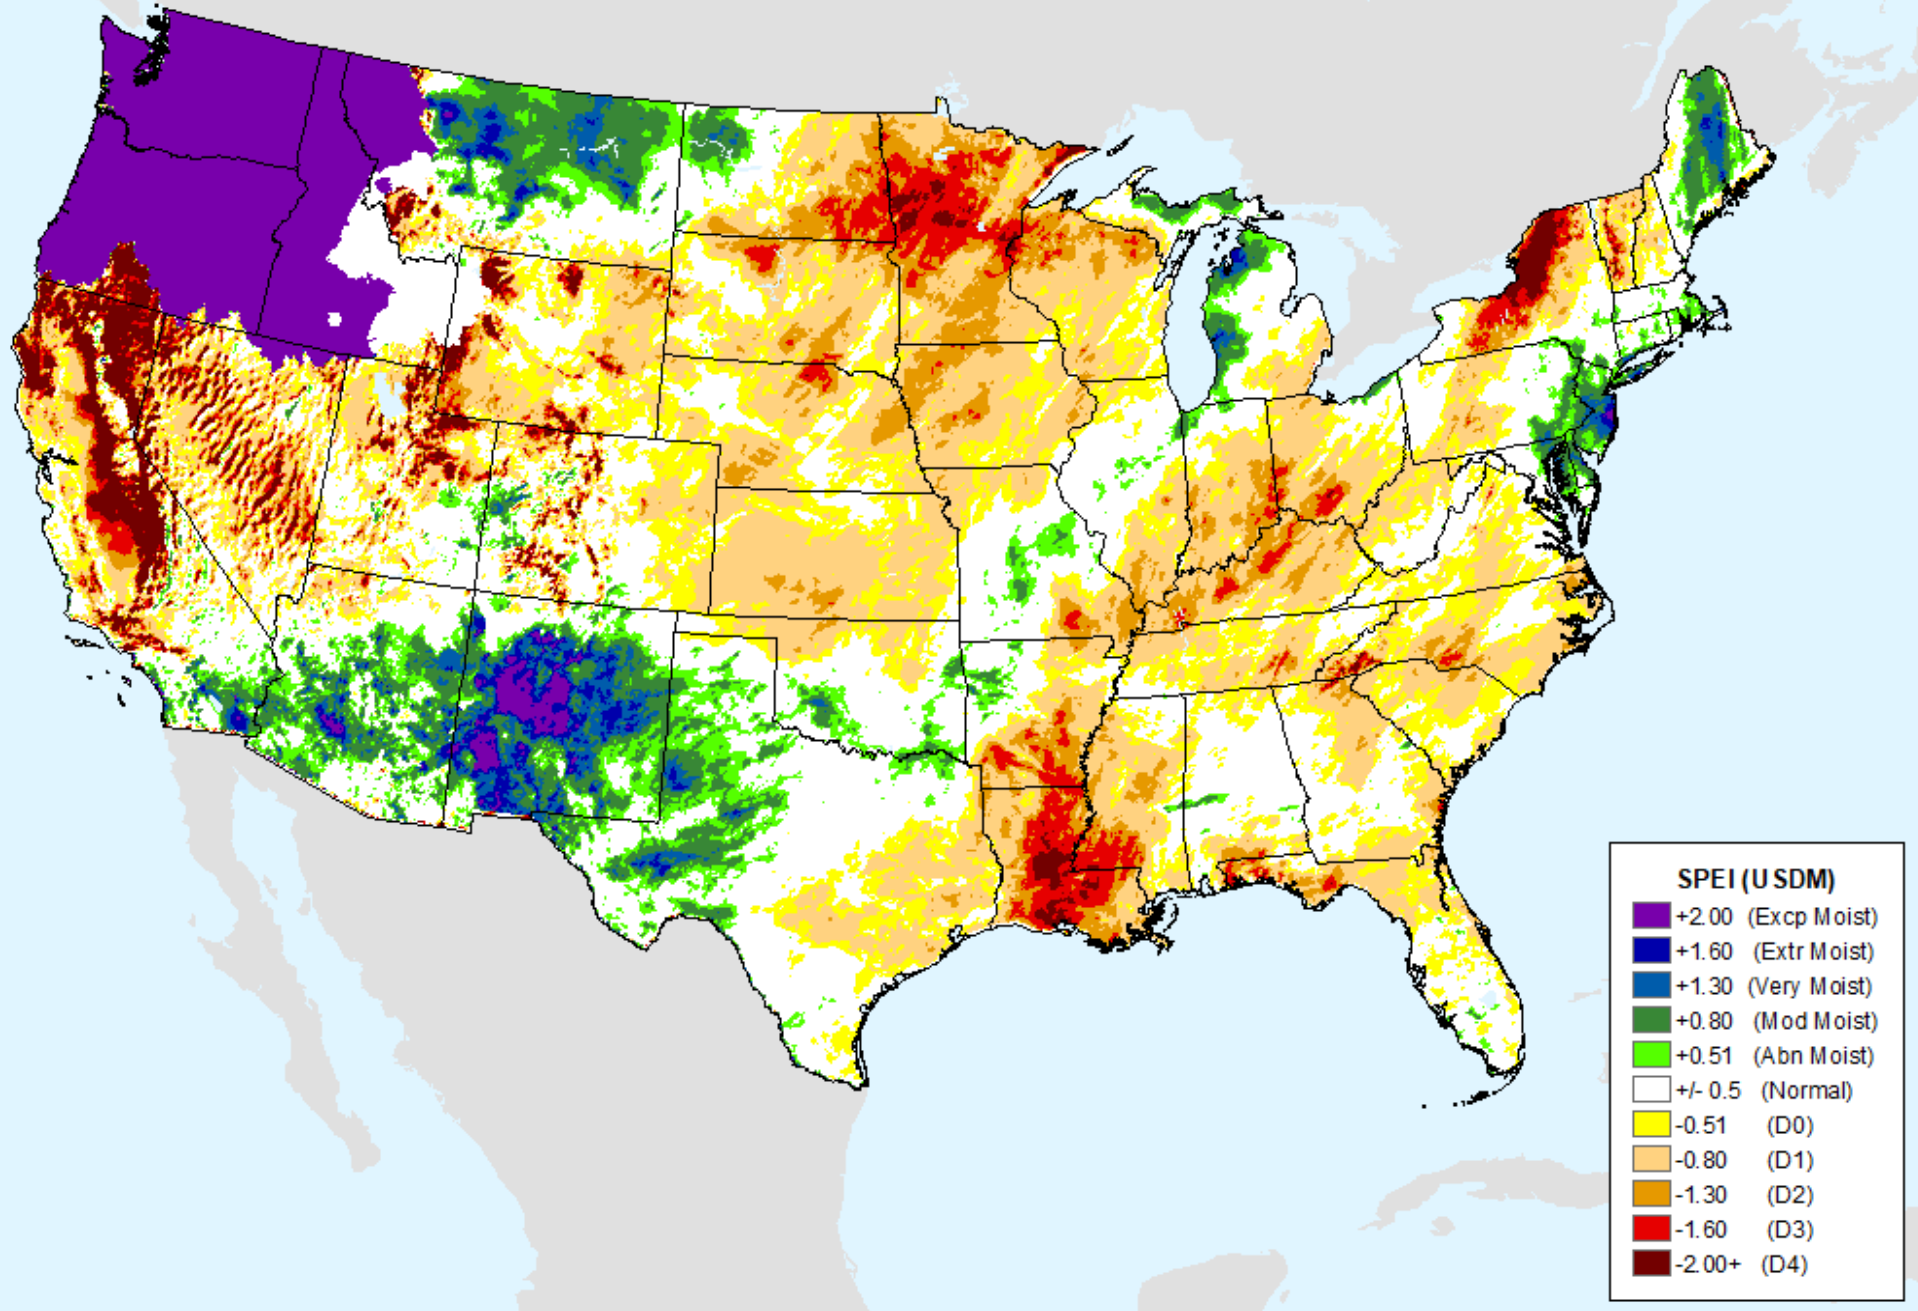 SPEI (USDM)
+2.00 (Excp Moist)
+1.60 (Extr Moist)
+1.30 (Very Moist)
+0.80 (Mod Moist)
+0.51 (Abn Moist)
+/- 0.5 (Normal)
-0.51 (D0)
-0.80 (D1)
-1.30 (D2)
-1.60 (D3)
-2.00+ (D4)